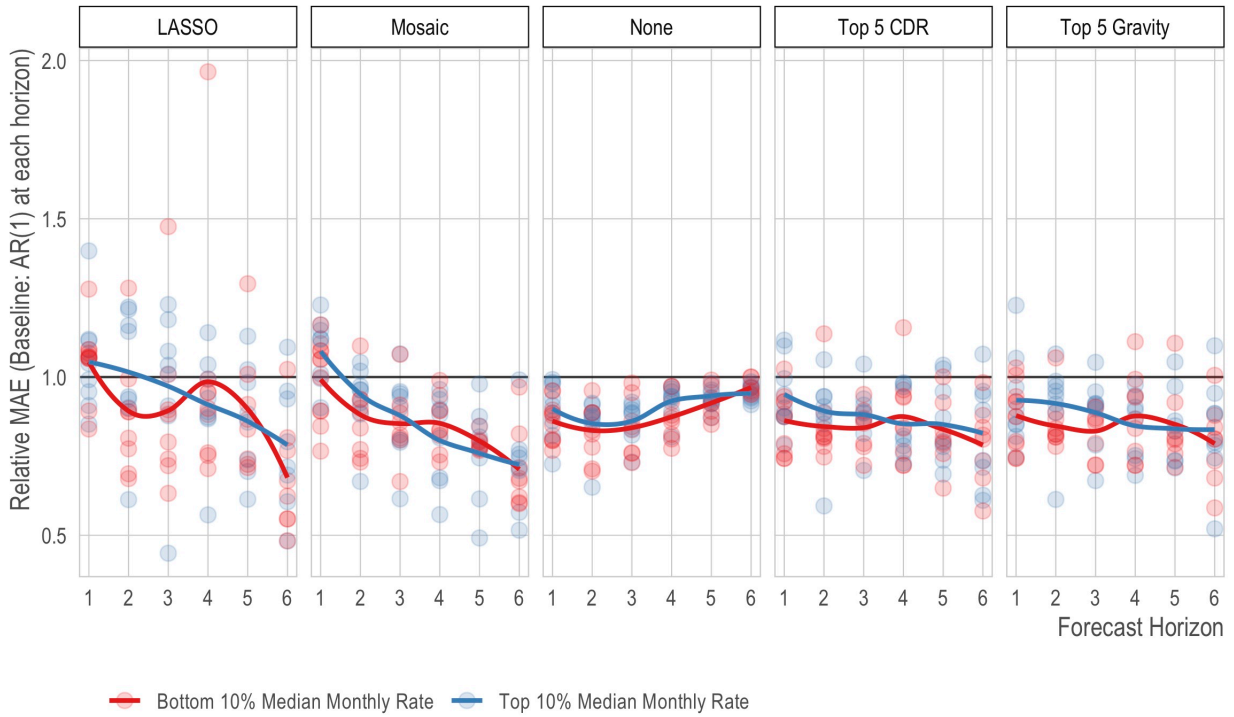 LASSO Mosaic None Top 5 CDR Top 5 Gravity
Relative MAE (Baseline: AR(1) at each horizon)
2.0
1.5
1.0
0.5
1 2 3 4 5 6 1 2 3 4 5 6 1 2 3 4 5 6 1 2 3 4 5 6 1 2 3 4 5 6
Forecast Horizon
Bottom 10% Median Monthly Rate Top 10% Median Monthly Rate